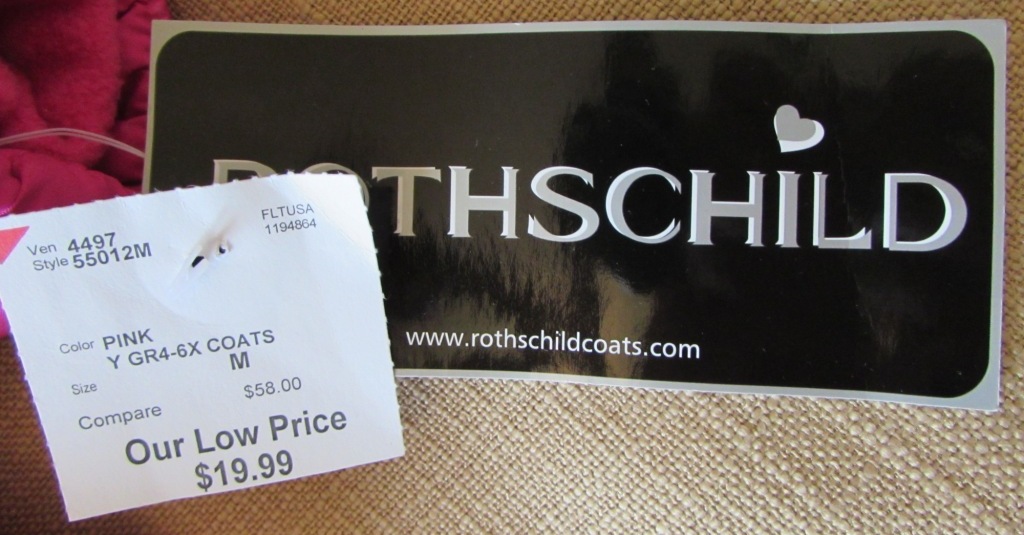 ROTHSCHILD
www.rothschildcoats.com
Ven 4497
Style 55012M
FLTUSA
1194864
Color PINK
Y GR4-6X COATS
Size M
Compare $58.00
Our Low Price
$19.99